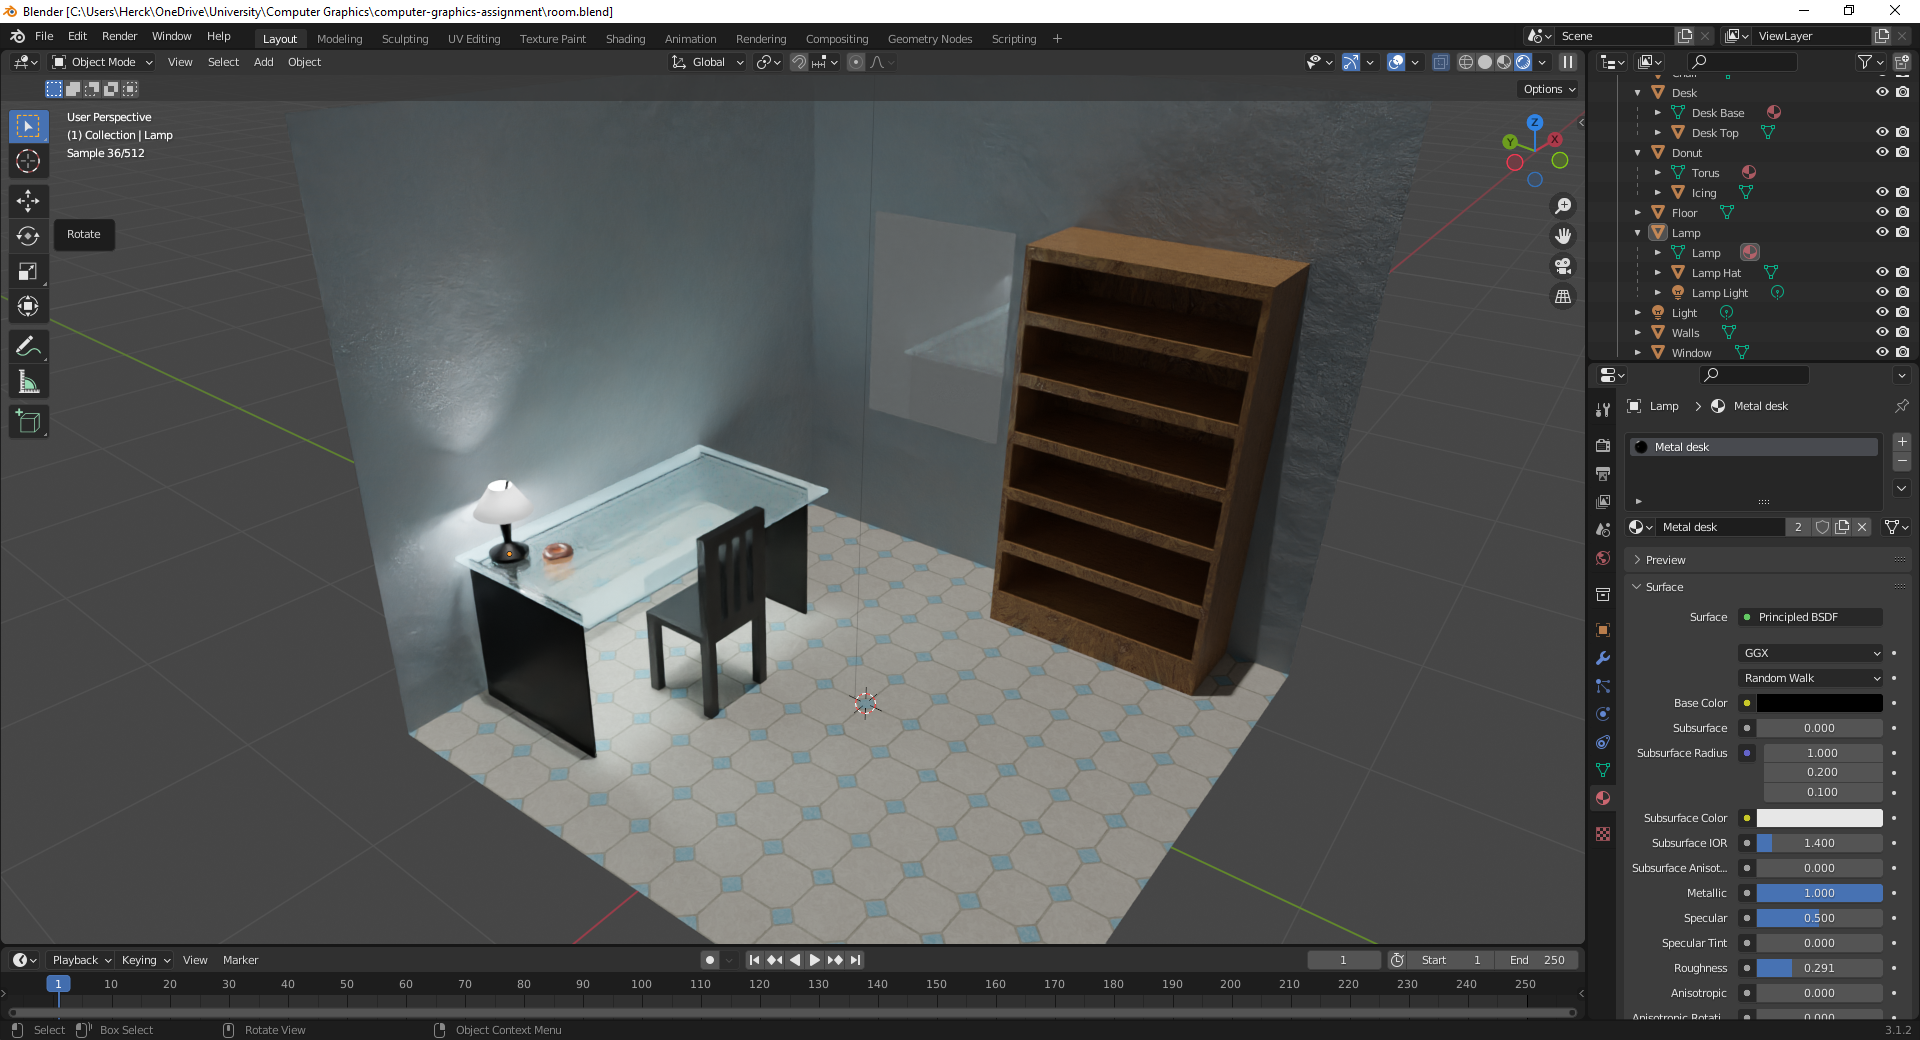 Blender [C:\Users\Herck\OneDrive\University\Computer Graphics\computer-graphics-assignment\room.blend]
File Edit Render Window Help Layout Modeling Sculpting UV Editing Texture Paint Shading Animation Rendering Compositing Geometry Nodes Scripting + Scene ViewLayer
Object Mode View Select Add Object Global
Options
User Perspective
(1) Collection | Lamp
Sample 36/512
Rotate
Z
Y
X
Desk
Desk Base
Desk Top
Donut
Torus
Icing
Floor
Lamp
Lamp
Lamp Hat
Lamp Light
Light
Walls
Window
Lamp > Metal desk
Metal desk
Metal desk 2
Preview
Surface
Surface Principled BSDF
GGX
Random Walk
Base Color
Subsurface 0.000
Subsurface Radius 1.000
0.200
0.100
Subsurface Color
Subsurface IOR 1.400
Subsurface Anisot... 0.000
Metallic 1.000
Specular 0.500
Specular Tint 0.000
Roughness 0.291
Anisotropic 0.000
Anisotropic Rotati... 0.000
Playback Keying View Marker 1 Start 1 End 250
1 10 20 30 40 50 60 70 80 90 100 110 120 130 140 150 160 170 180 190 200 210 220 230 240 250
Select Box Select Rotate View Object Context Menu 3.1.2